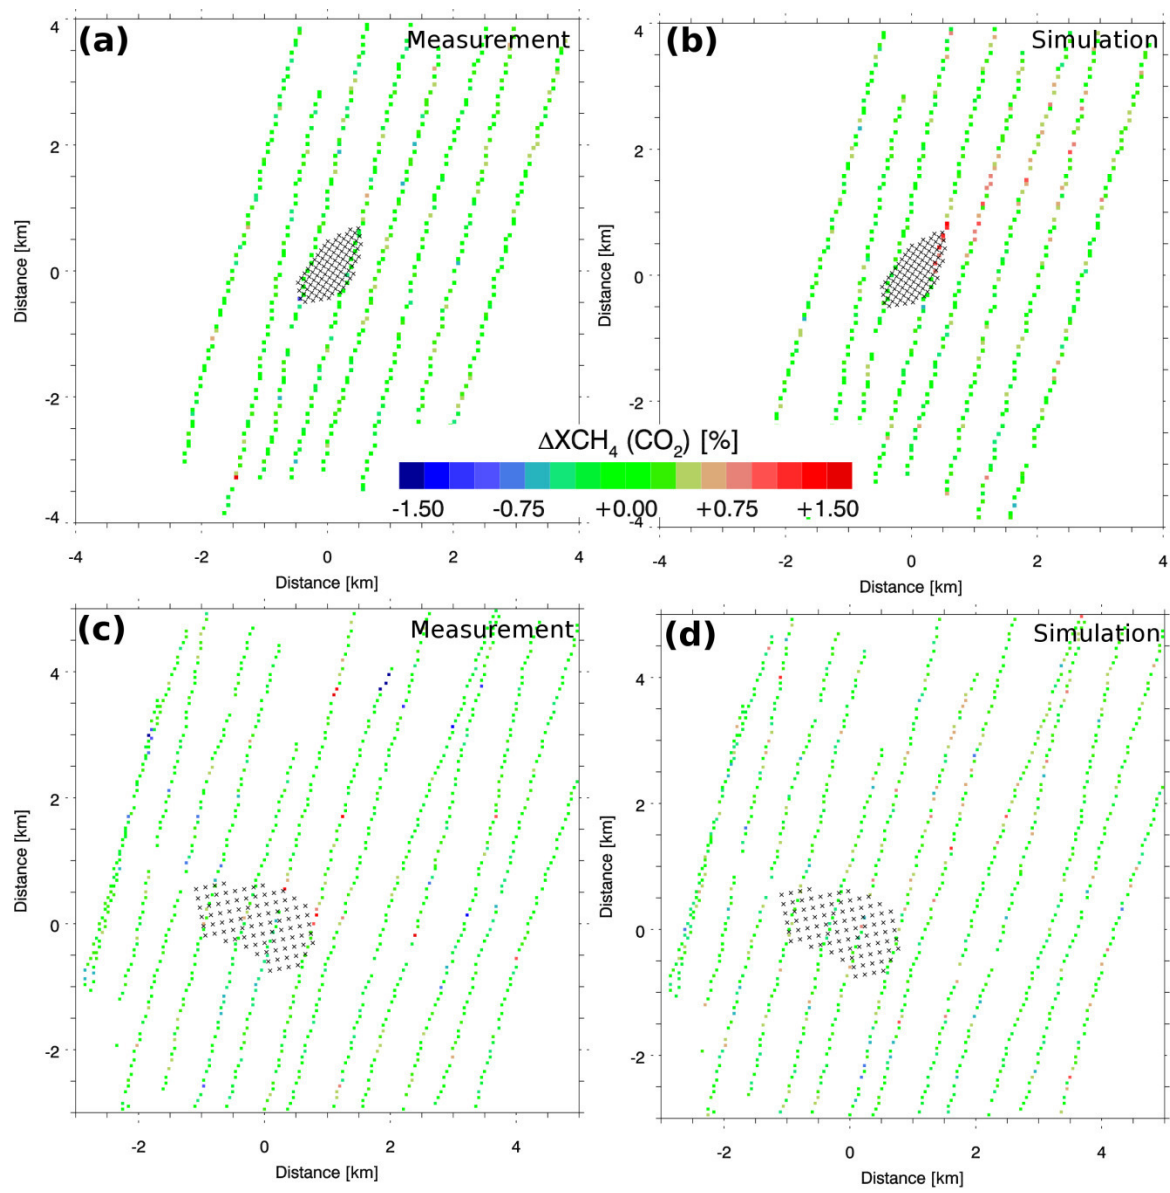 (a) Measurement
4
2
0
-2
-4
Distance [km]
-4 -2 0 2 4
Distance [km]
(b) Simulation
4
2
0
-2
-4
Distance [km]
-4 -2 0 2 4
Distance [km]
ΔXCH₄ (CO₂) [%]
-1.50 -0.75 +0.00 +0.75 +1.50
(c) Measurement
4
2
0
-2
Distance [km]
-2 0 2 4
Distance [km]
(d) Simulation
4
2
0
-2
Distance [km]
-2 0 2 4
Distance [km]